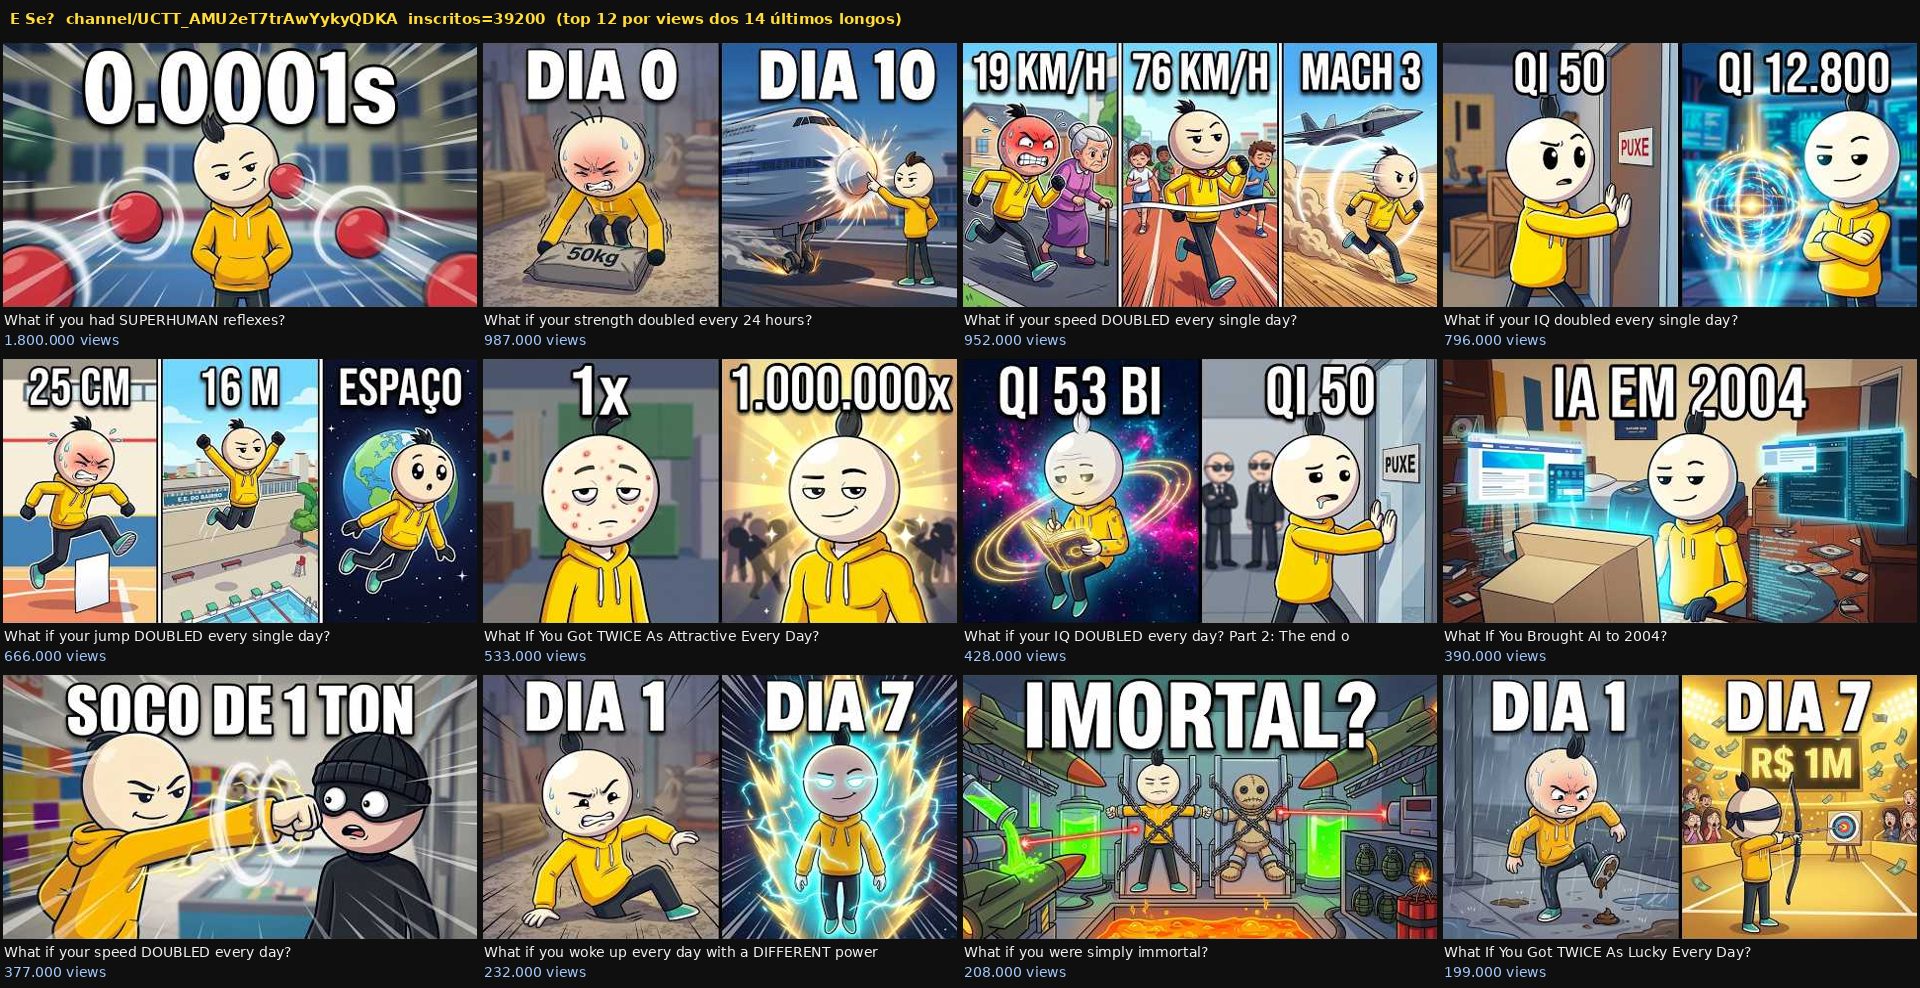 E Se?  channel/UCTT_AMU2eT7trAwYykyQDKA  inscritos=39200  (top 12 por views dos 14 últimos longos)
0.0001s
What if you had SUPERHUMAN reflexes?
1.800.000 views
DIA 0
DIA 10
50kg
What if your strength doubled every 24 hours?
987.000 views
19 KM/H
76 KM/H
MACH 3
What if your speed DOUBLED every single day?
952.000 views
QI 50
QI 12.800
PUXE
What if your IQ doubled every single day?
796.000 views
25 CM
16 M
ESPAÇO
E.E. DO BAIRRO
What if your jump DOUBLED every single day?
666.000 views
1x
1.000.000x
What If You Got TWICE As Attractive Every Day?
533.000 views
QI 53 BI
QI 50
PUXE
What if your IQ DOUBLED every day? Part 2: The end o
428.000 views
IA EM 2004
What If You Brought AI to 2004?
390.000 views
SOCO DE 1 TON
What if your speed DOUBLED every day?
377.000 views
DIA 1
DIA 7
What if you woke up every day with a DIFFERENT power
232.000 views
IMORTAL?
What if you were simply immortal?
208.000 views
DIA 1
DIA 7
R$ 1M
What If You Got TWICE As Lucky Every Day?
199.000 views